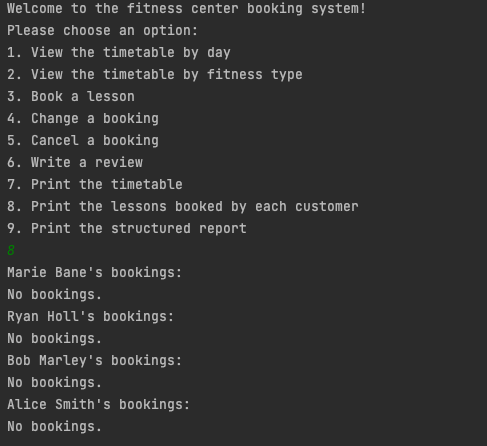 Welcome to the fitness center booking system!
Please choose an option:
1. View the timetable by day
2. View the timetable by fitness type
3. Book a lesson
4. Change a booking
5. Cancel a booking
6. Write a review
7. Print the timetable
8. Print the lessons booked by each customer
9. Print the structured report
8
Marie Bane's bookings:
No bookings.
Ryan Holl's bookings:
No bookings.
Bob Marley's bookings:
No bookings.
Alice Smith's bookings:
No bookings.